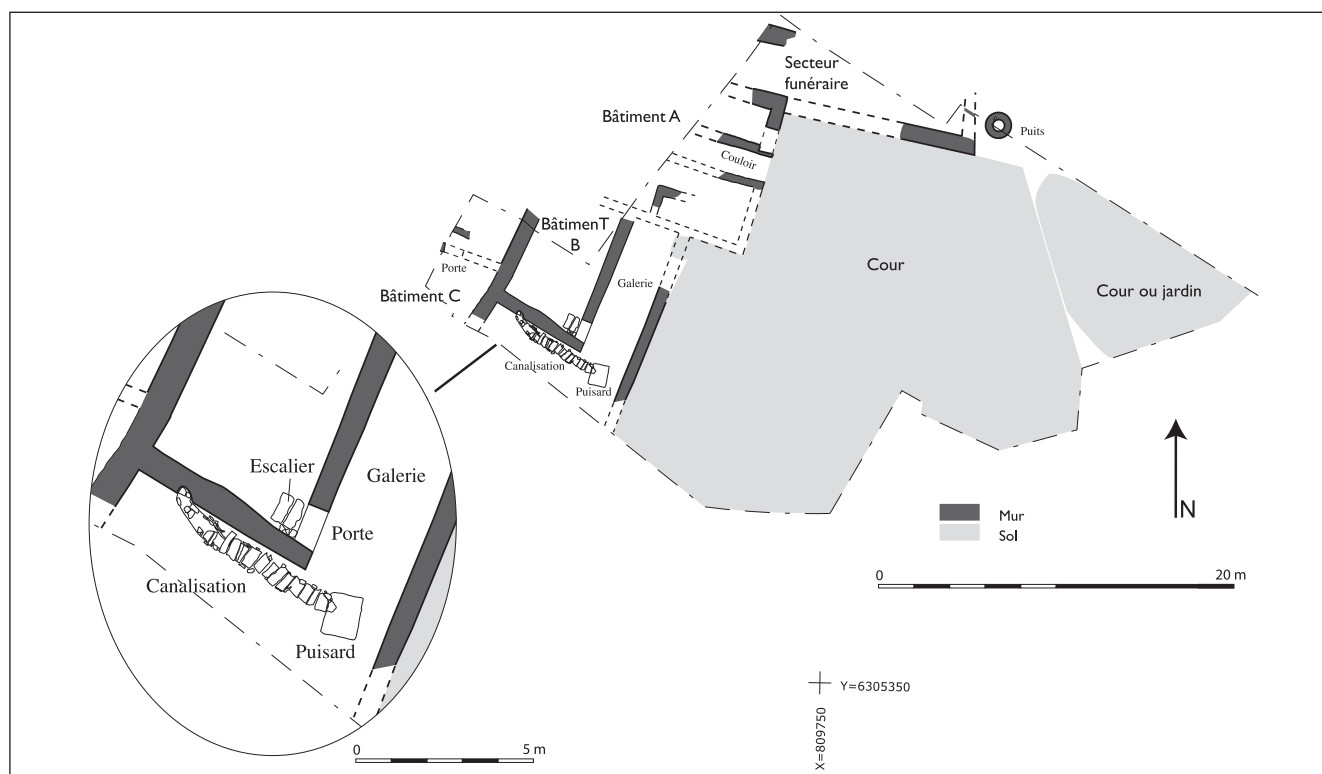 Secteur
funéraire
Bâtiment A
Puits
Couloir
BâtimenT
B
Porte
Galerie
Cour
Cour ou jardin
Bâtiment C
Canalisation
Puisard
Escalier
Galerie
Porte
Canalisation
Puisard
N
Mur
Sol
0 20 m
Y=6305350
X=809750
0 5 m